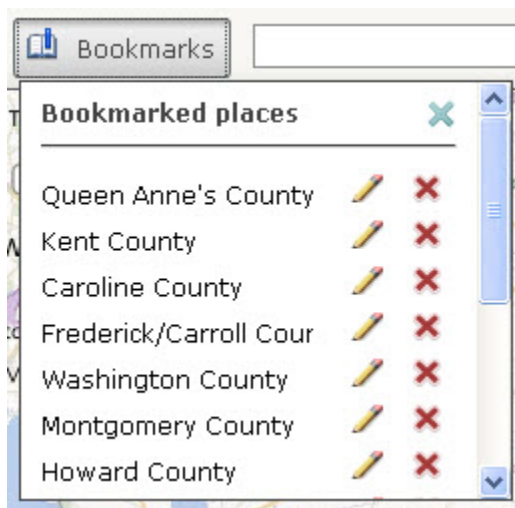 Bookmarks
Bookmarked places
Queen Anne's County
Kent County
Caroline County
Frederick/Carroll Cour
Washington County
Montgomery County
Howard County